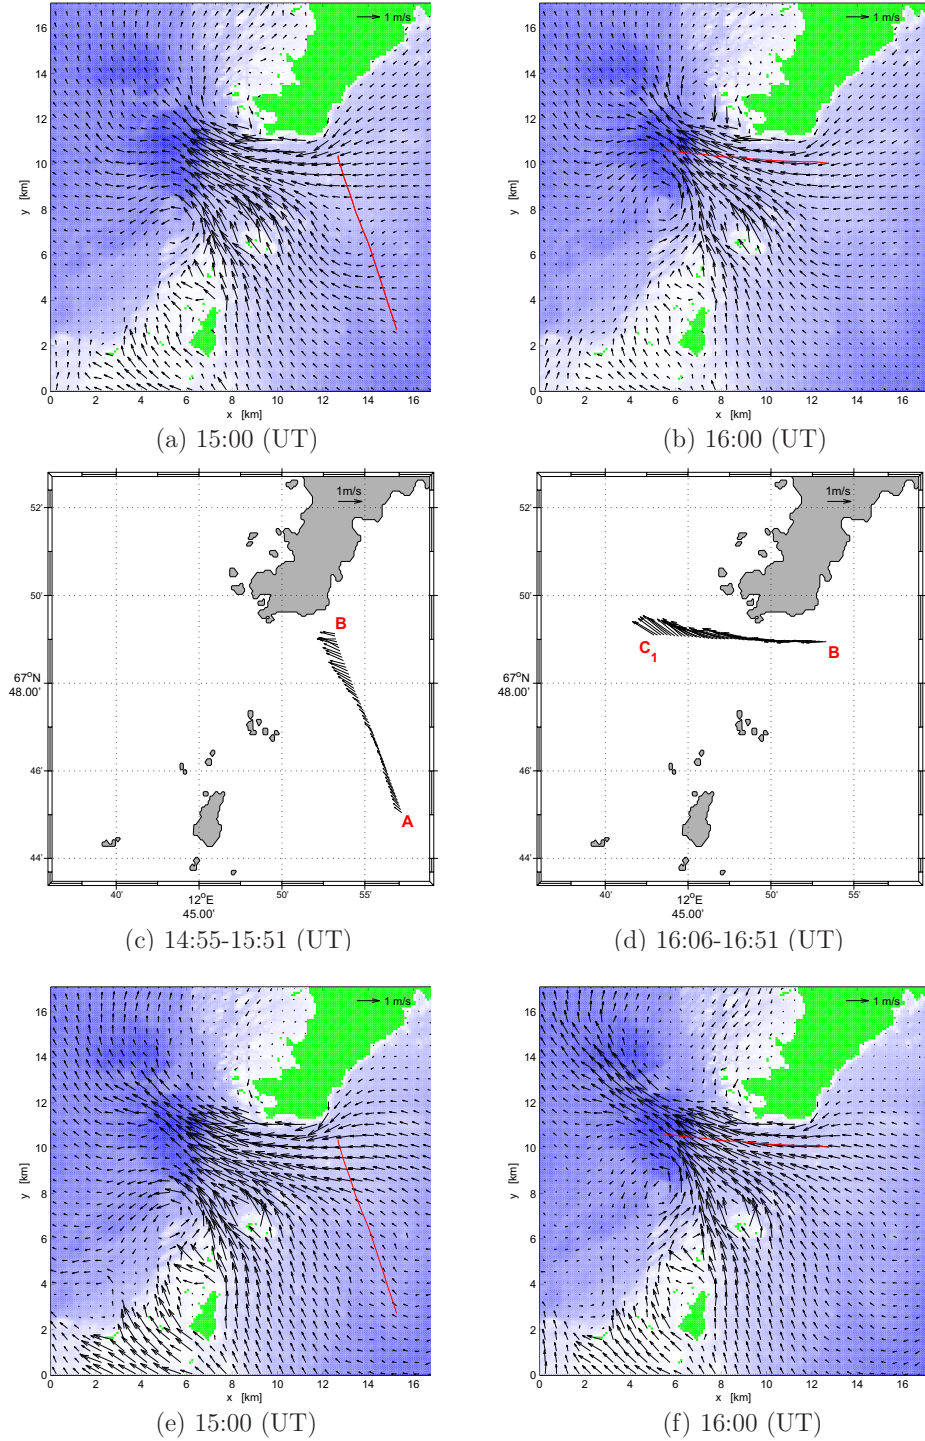 16
14
12
10
8
6
4
2
0
y [km]
0 2 4 6 8 10 12 14 16
x [km]
1 m/s
(a) 15:00 (UT)
16
14
12
10
8
6
4
2
0
y [km]
0 2 4 6 8 10 12 14 16
x [km]
1 m/s
(b) 16:00 (UT)
1m/s
52'
50'
67°N
48.00'
46'
44'
40' 12°E 50' 55'
45.00'
B
A
(c) 14:55-15:51 (UT)
1m/s
52'
50'
67°N
48.00'
46'
44'
40' 12°E 50' 55'
45.00'
C1 B
(d) 16:06-16:51 (UT)
16
14
12
10
8
6
4
2
0
y [km]
0 2 4 6 8 10 12 14 16
x [km]
1 m/s
(e) 15:00 (UT)
16
14
12
10
8
6
4
2
0
y [km]
0 2 4 6 8 10 12 14 16
x [km]
1 m/s
(f) 16:00 (UT)